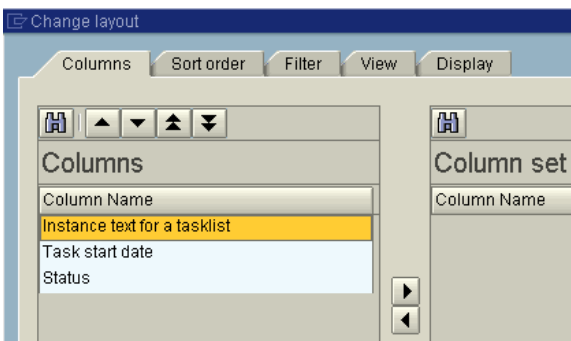 Change layout
Columns Sort order Filter View Display
Columns
Column set
Column Name
Column Name
Instance text for a tasklist
Task start date
Status